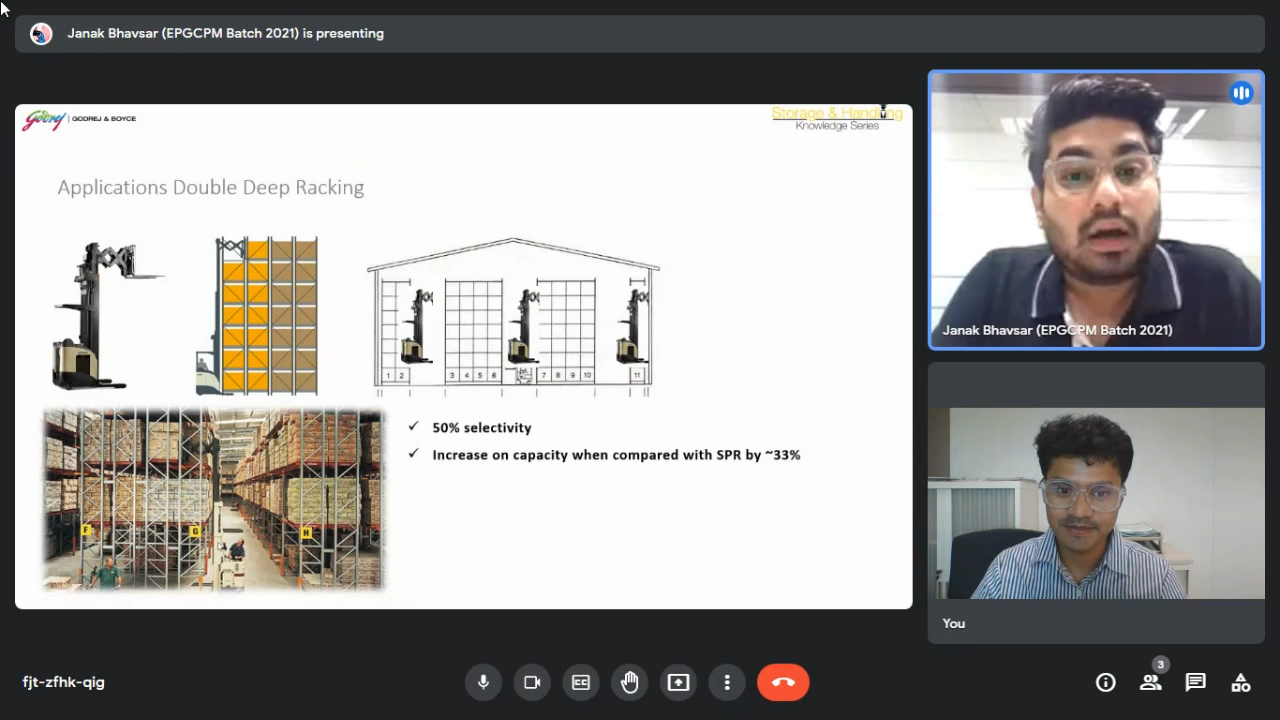 Janak Bhavsar (EPGCPM Batch 2021) is presenting
Godrej | GODREJ & BOYCE
Storage & Handling
Knowledge Series
Applications Double Deep Racking
1 2 3 4 5 6 7 8 9 10 11
✓ 50% selectivity
✓ Increase on capacity when compared with SPR by ~33%
F G H
Janak Bhavsar (EPGCPM Batch 2021)
You
fjt-zfhk-qig
CC
3